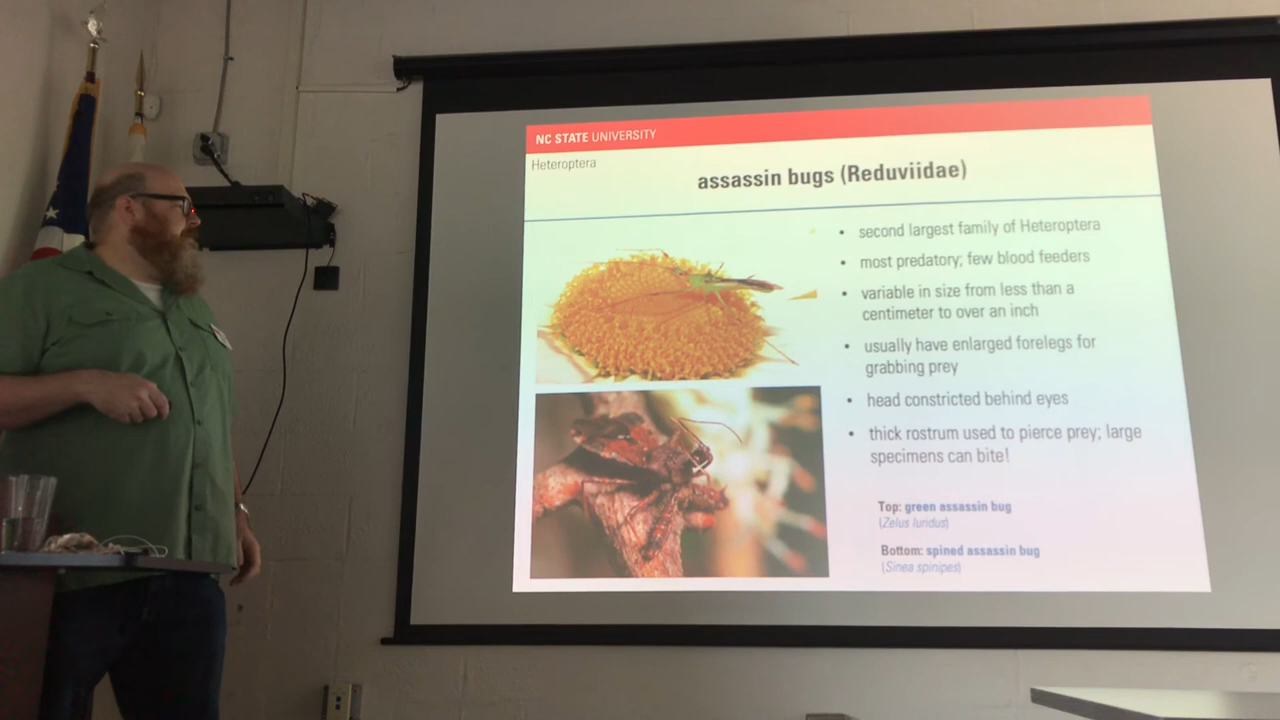 NC STATE UNIVERSITY
Heteroptera
assassin bugs (Reduviidae)
• second largest family of Heteroptera
• most predatory; few blood feeders
• variable in size from less than a
centimeter to over an inch
• usually have enlarged forelegs for
grabbing prey
• head constricted behind eyes
• thick rostrum used to pierce prey; large
specimens can bite!
Top: green assassin bug
(Zelus luridus)
Bottom: spined assassin bug
(Sinea spinipes)